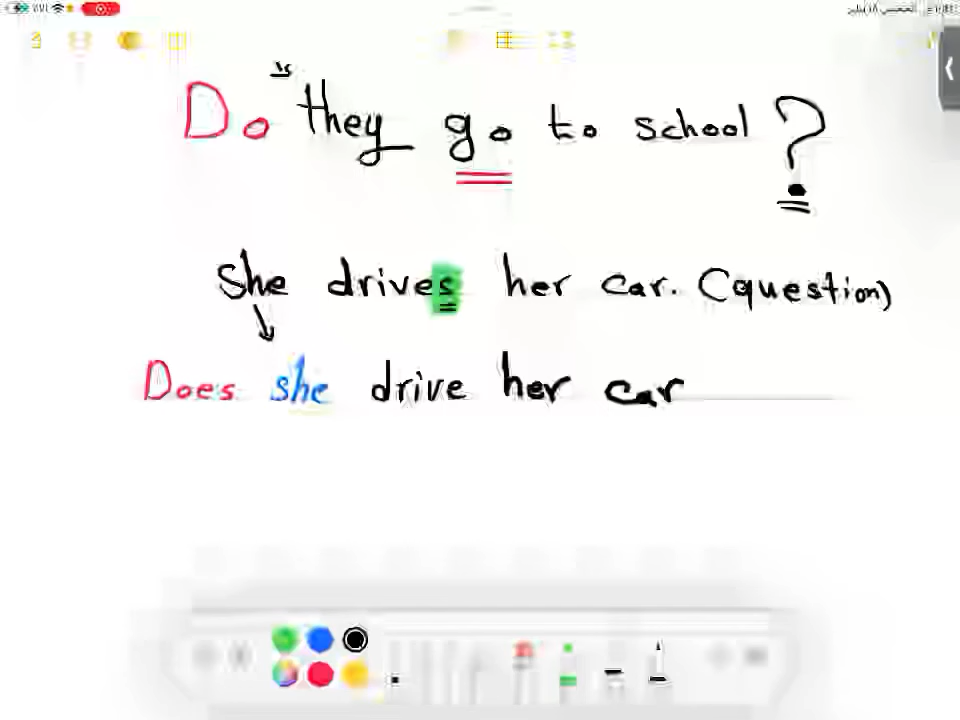 Do they go to school ?
She drives her car. (question)
Does she drive her car